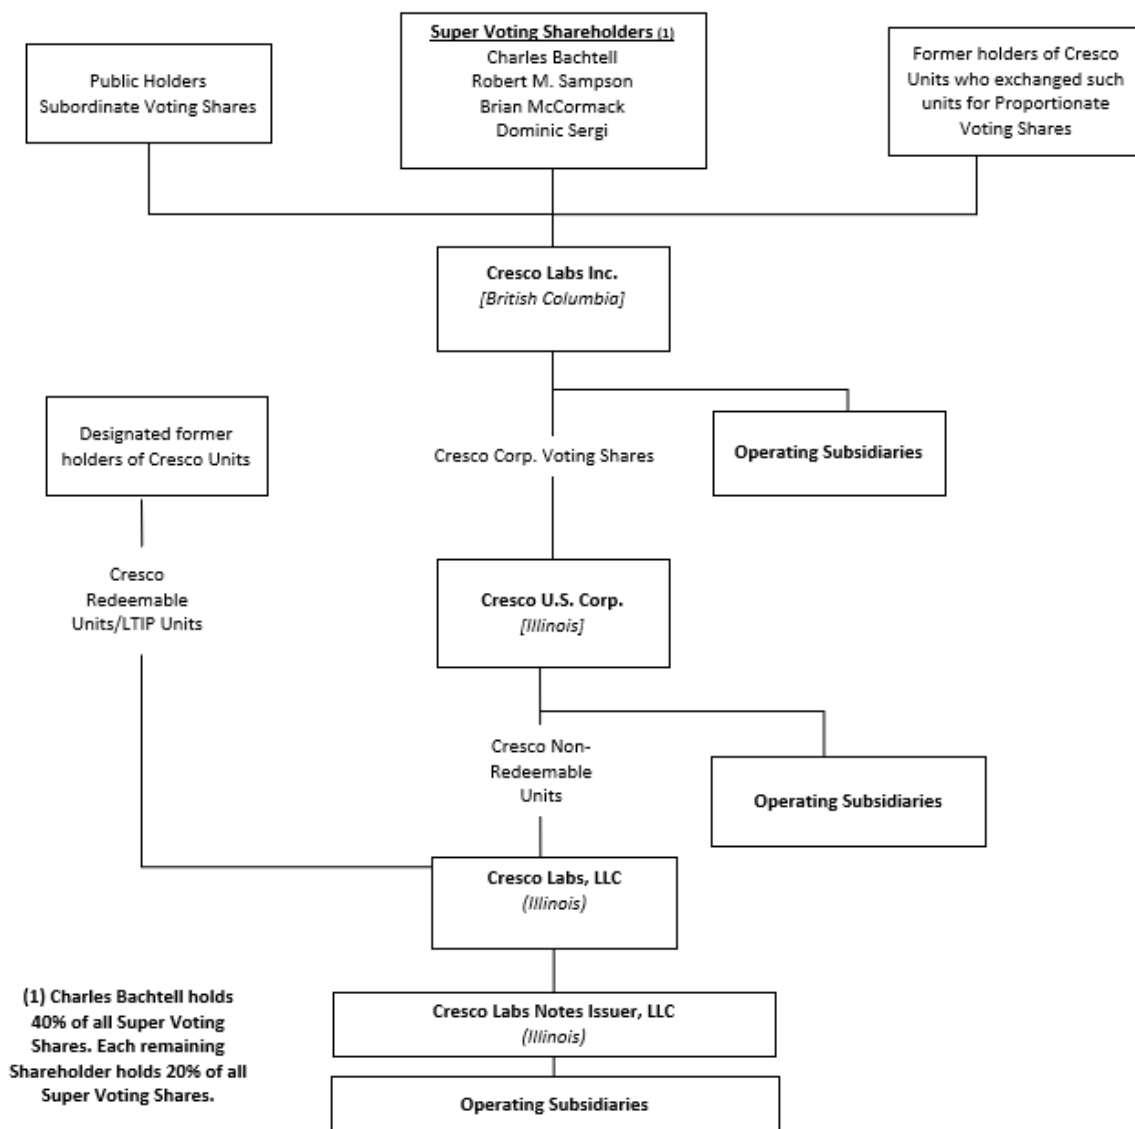 Super Voting Shareholders (1)
Charles Bachtell
Robert M. Sampson
Brian McCormack
Dominic Sergi
Public Holders
Subordinate Voting Shares
Former holders of Cresco
Units who exchanged such
units for Proportionate
Voting Shares
Cresco Labs Inc.
[British Columbia]
Designated former
holders of Cresco Units
Cresco Corp. Voting Shares
Operating Subsidiaries
Cresco
Redeemable
Units/LTIP Units
Cresco U.S. Corp.
[Illinois]
Cresco Non-
Redeemable
Units
Operating Subsidiaries
Cresco Labs, LLC
(Illinois)
(1) Charles Bachtell holds
40% of all Super Voting
Shares. Each remaining
Shareholder holds 20% of all
Super Voting Shares.
Cresco Labs Notes Issuer, LLC
(Illinois)
Operating Subsidiaries